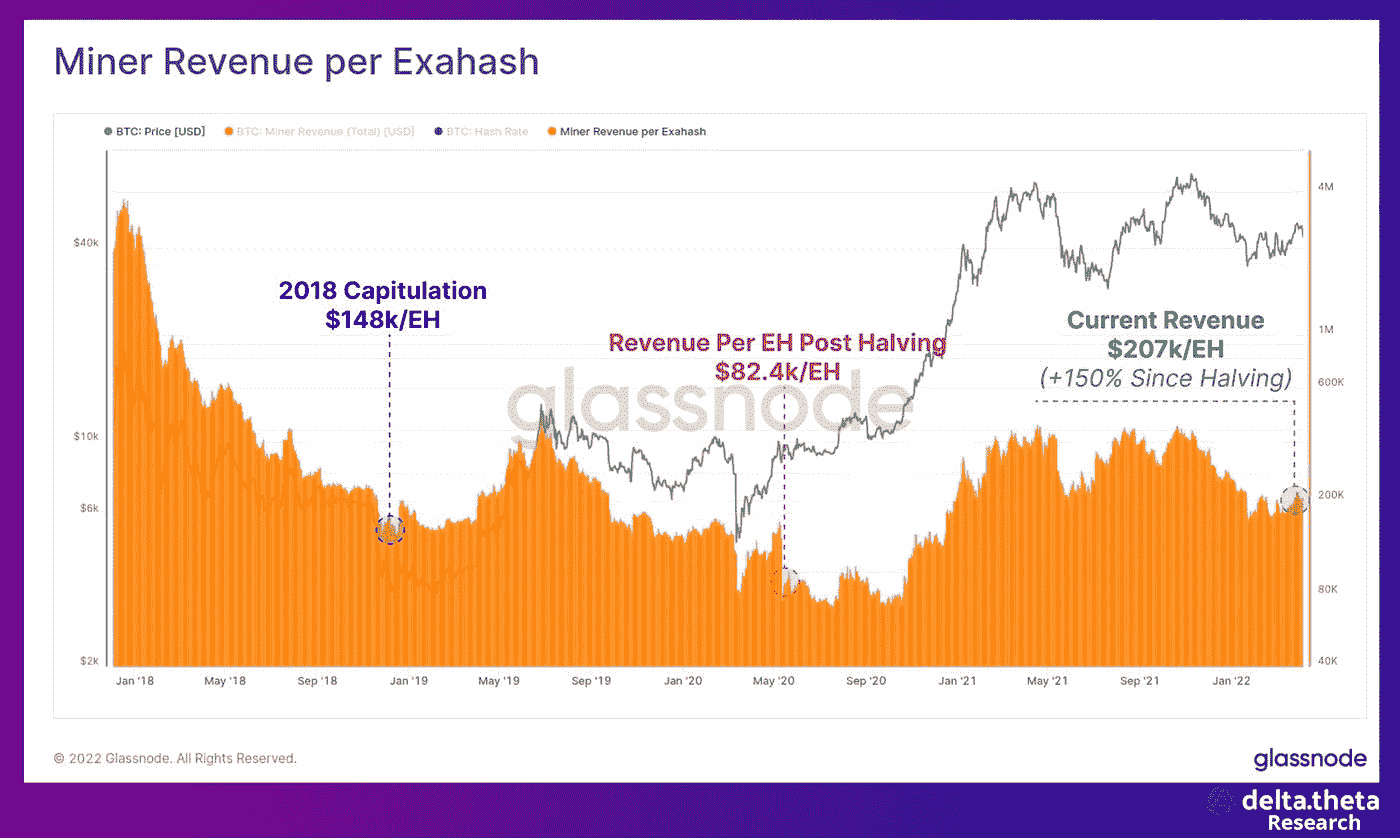 Miner Revenue per Exahash
BTC: Price [USD] BTC: Miner Revenue (Total) [USD] BTC: Hash Rate Miner Revenue per Exahash
$40k
$10k
$6k
$2k
4M
1M
600K
200K
80K
40K
2018 Capitulation
$148k/EH
Revenue Per EH Post Halving
$82.4k/EH
Current Revenue
$207k/EH
(+150% Since Halving)
glassnode
Jan '18 May '18 Sep '18 Jan '19 May '19 Sep '19 Jan '20 May '20 Sep '20 Jan '21 May '21 Sep '21 Jan '22
© 2022 Glassnode. All Rights Reserved.
glassnode
delta.theta
Research